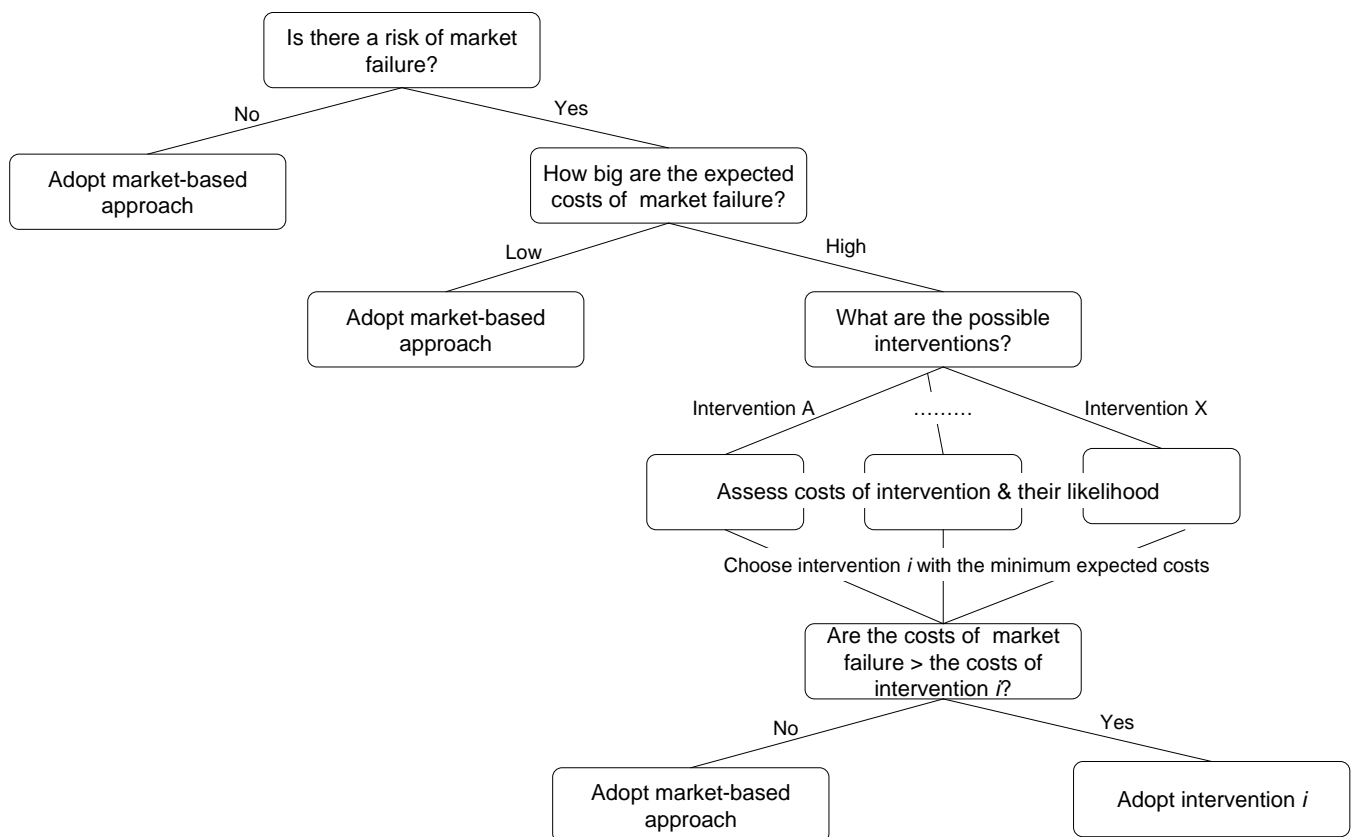 Is there a risk of market
failure?
No
Yes
Adopt market-based
approach
How big are the expected
costs of market failure?
Low
High
Adopt market-based
approach
What are the possible
interventions?
Intervention A
………
Intervention X
Assess costs of intervention & their likelihood
Choose intervention i with the minimum expected costs
Are the costs of market
failure > the costs of
intervention i?
No
Yes
Adopt market-based
approach
Adopt intervention i